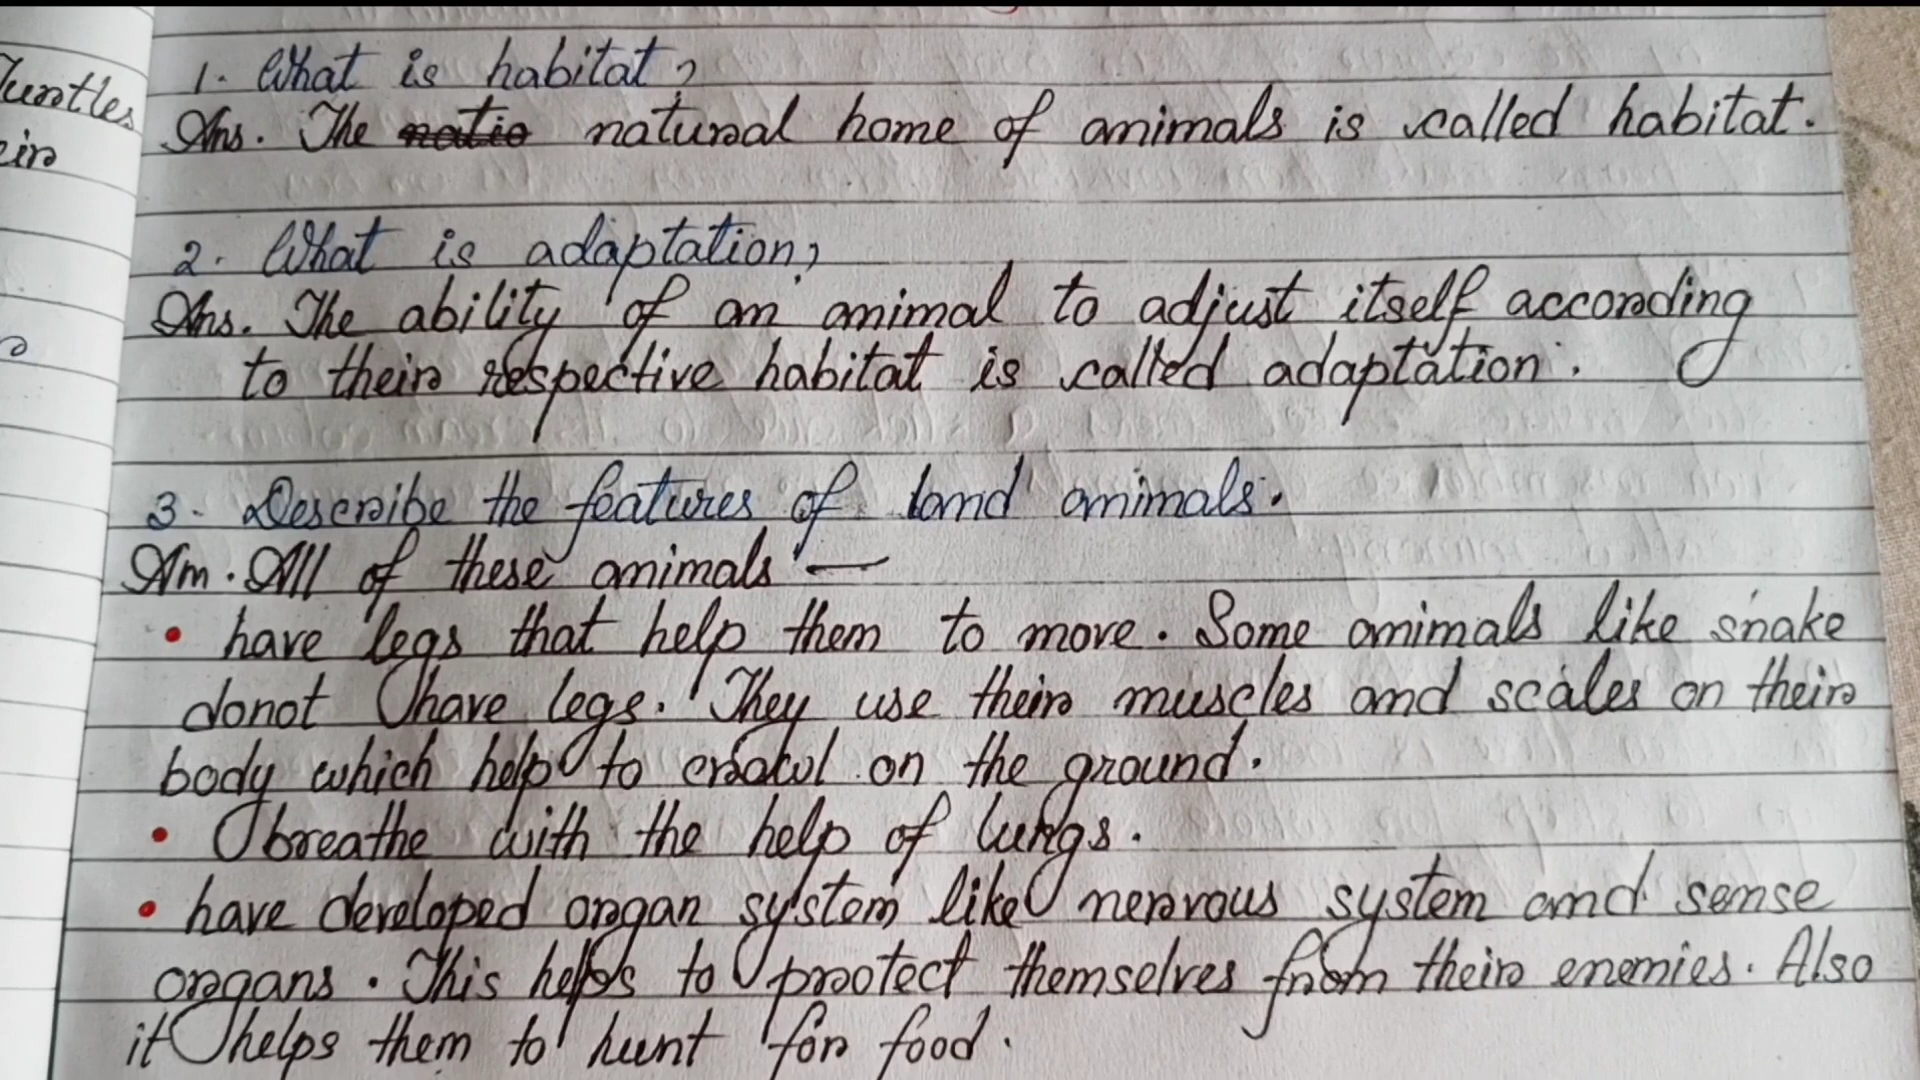 Turtles
eir
1. What is habitat?
Ans. The natio natural home of animals is called habitat.
2. What is adaptation?
Ans. The ability of an animal to adjust itself according
to their respective habitat is called adaptation.
3. Describe the features of land animals.
Ans. All of these animals —
• have legs that help them to move. Some animals like snake
donot have legs. They use their muscles and scales on their
body which help to crawl on the ground.
• breathe with the help of lungs.
• have developed organ system like nervous system and sense
organs. This helps to protect themselves from their enemies. Also
it helps them to hunt for food.